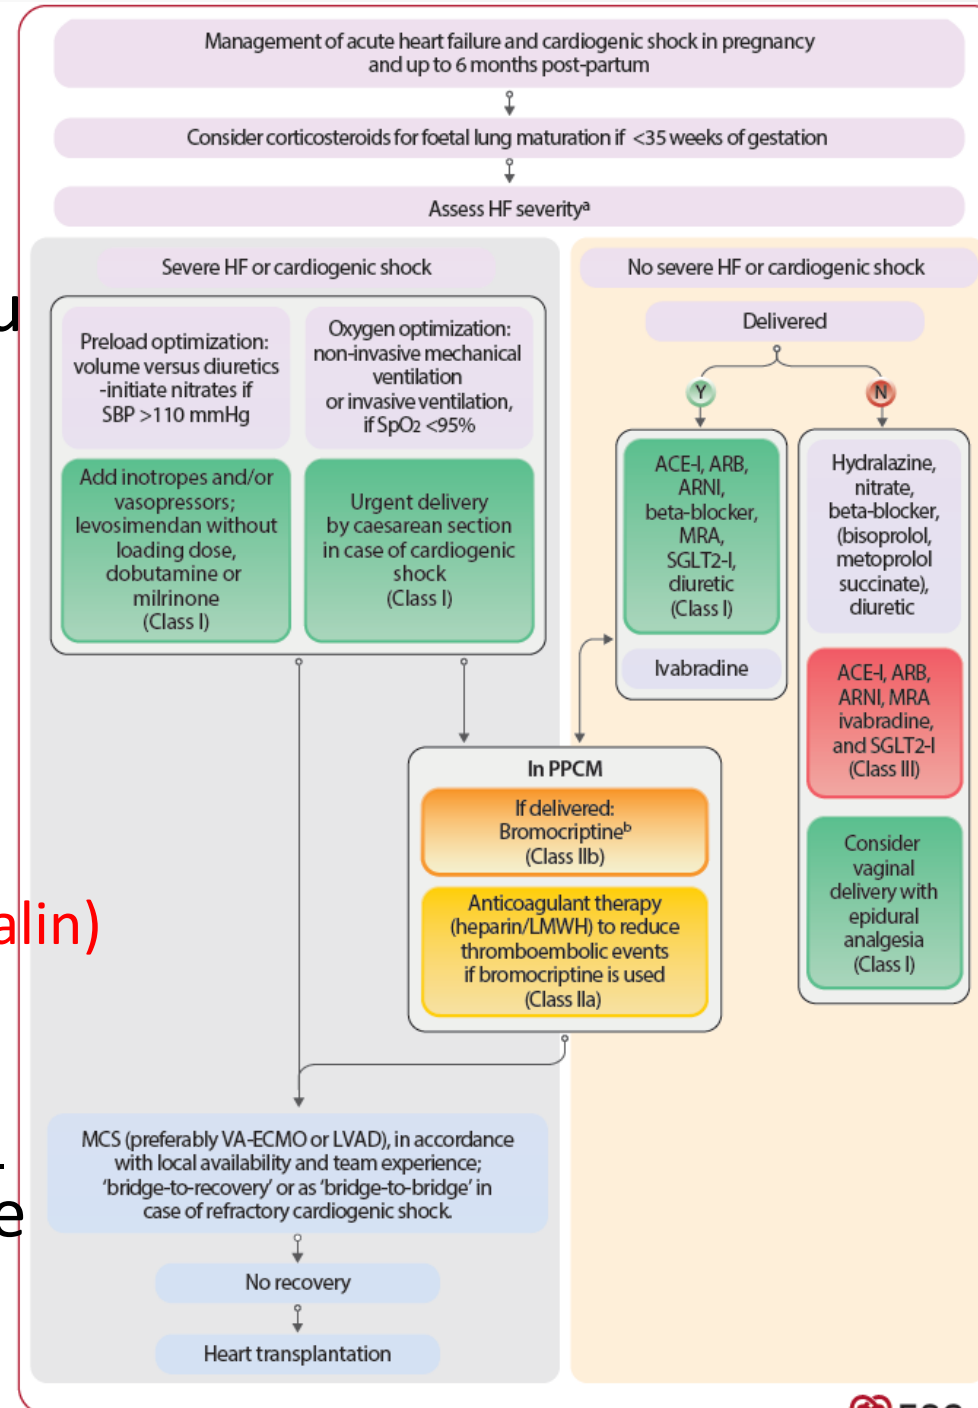 Management of acute heart failure and cardiogenic shock in pregnancy
and up to 6 months post-partum
Consider corticosteroids for foetal lung maturation if <35 weeks of gestation
Assess HF severityᵃ
Severe HF or cardiogenic shock
Preload optimization:
volume versus diuretics
-initiate nitrates if
SBP >110 mmHg
Oxygen optimization:
non-invasive mechanical
ventilation
or invasive ventilation,
if SpO2 <95%
Add inotropes and/or
vasopressors;
levosimendan without
loading dose,
dobutamine or
milrinone
(Class I)
Urgent delivery
by caesarean section
in case of cardiogenic
shock
(Class I)
No severe HF or cardiogenic shock
Delivered
Y
N
ACE-I, ARB,
ARNI,
beta-blocker,
MRA,
SGLT2-I,
diuretic
(Class I)
Ivabradine
Hydralazine,
nitrate,
beta-blocker,
(bisoprolol,
metoprolol
succinate),
diuretic
ACE-I, ARB,
ARNI, MRA
ivabradine,
and SGLT2-I
(Class III)
Consider
vaginal
delivery with
epidural
analgesia
(Class I)
In PPCM
If delivered:
Bromocriptineᵇ
(Class IIb)
Anticoagulant therapy
(heparin/LMWH) to reduce
thromboembolic events
if bromocriptine is used
(Class IIa)
MCS (preferably VA-ECMO or LVAD), in accordance
with local availability and team experience;
'bridge-to-recovery' or as 'bridge-to-bridge' in
case of refractory cardiogenic shock.
No recovery
Heart transplantation
u
alin)
.
e